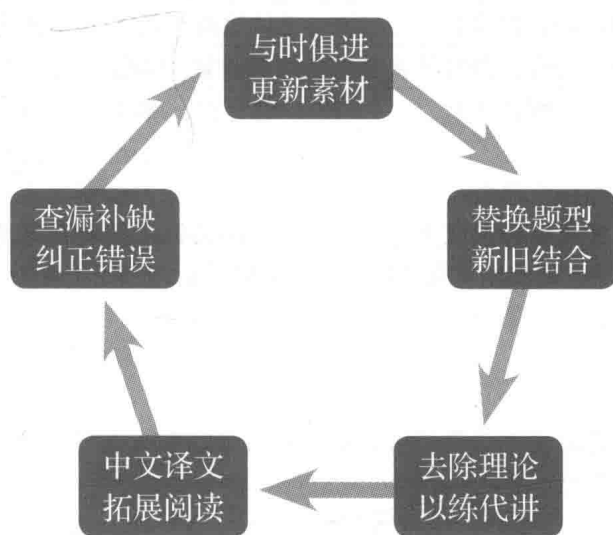 与时俱进
更新素材
替换题型
新旧结合
去除理论
以练代讲
中文译文
拓展阅读
查漏补缺
纠正错误